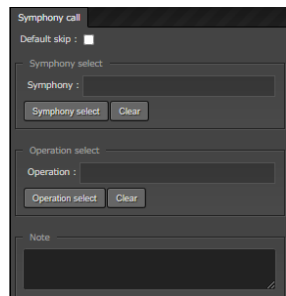 Symphony call
Default skip :
Symphony select
Symphony :
Symphony select Clear
Operation select
Operation :
Operation select Clear
Note